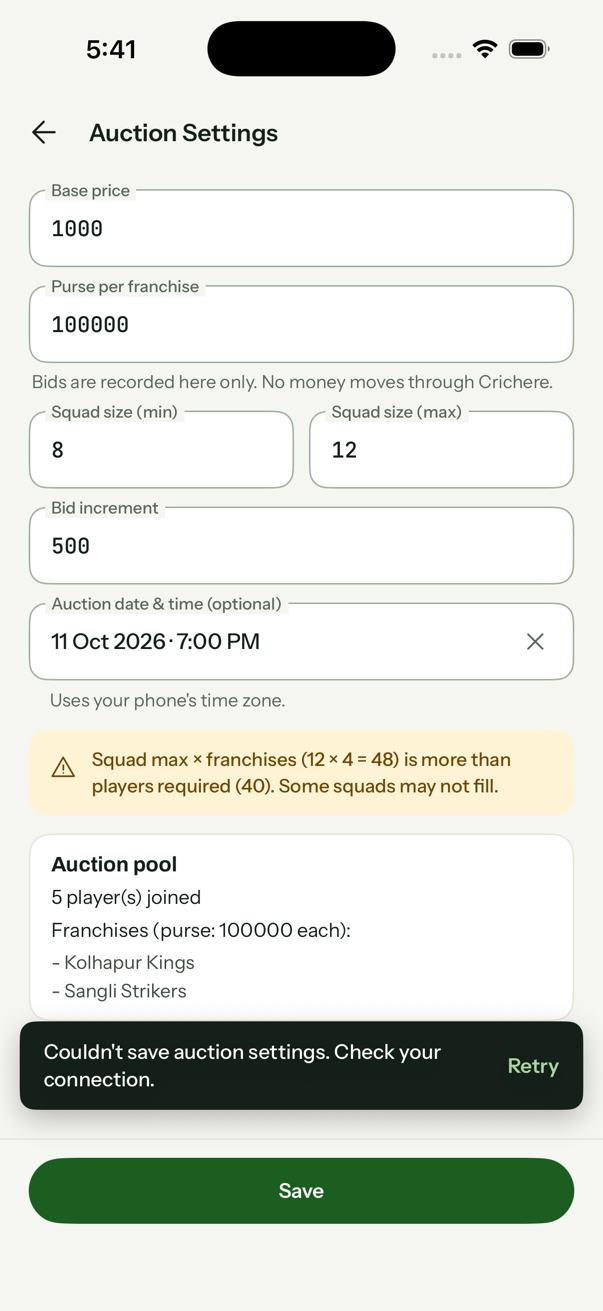 5:41
Auction Settings
Base price
1000
Purse per franchise
100000
Bids are recorded here only. No money moves through Crichere.
Squad size (min)
8
Squad size (max)
12
Bid increment
500
Auction date & time (optional)
11 Oct 2026 · 7:00 PM
Uses your phone's time zone.
Squad max × franchises (12 × 4 = 48) is more than
players required (40). Some squads may not fill.
Auction pool
5 player(s) joined
Franchises (purse: 100000 each):
- Kolhapur Kings
- Sangli Strikers
Couldn't save auction settings. Check your
connection.
Retry
Save